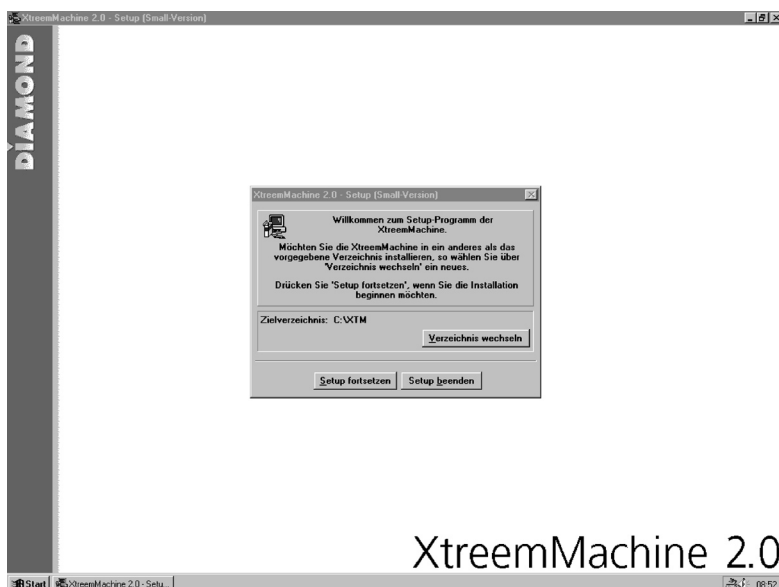 XtreemMachine 2.0 - Setup (Small-Version)
DIAMOND
XtreemMachine 2.0 - Setup (Small-Version)
Willkommen zum Setup-Programm der
XtreemMachine.
Möchten Sie die XtreemMachine in ein anderes als das
vorgegebene Verzeichnis installieren, so wählen Sie über
'Verzeichnis wechseln' ein neues.
Drücken Sie 'Setup fortsetzen', wenn Sie die Installation
beginnen möchten.
Zielverzeichnis: C:\XTM
Verzeichnis wechseln
Setup fortsetzen
Setup beenden
XtreemMachine 2.0
Start
XtreemMachine 2.0 - Setu...
08:52